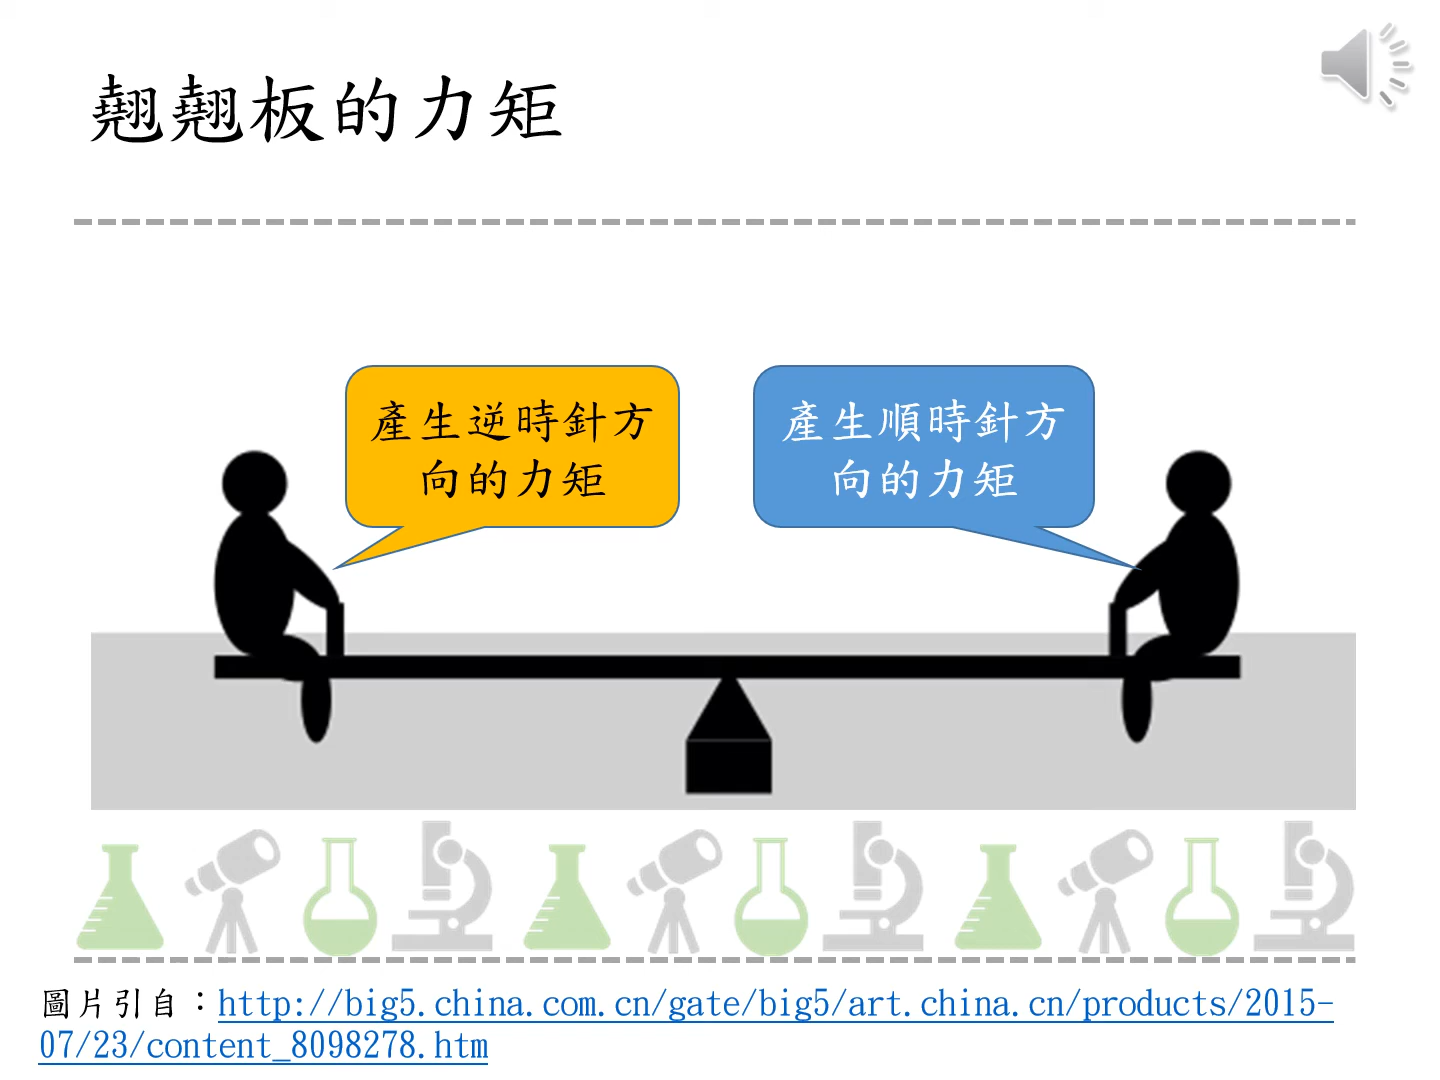 翹翹板的力矩
產生逆時針方
向的力矩
產生順時針方
向的力矩
圖片引自：http://big5.china.com.cn/gate/big5/art.china.cn/products/2015-
07/23/content_8098278.htm